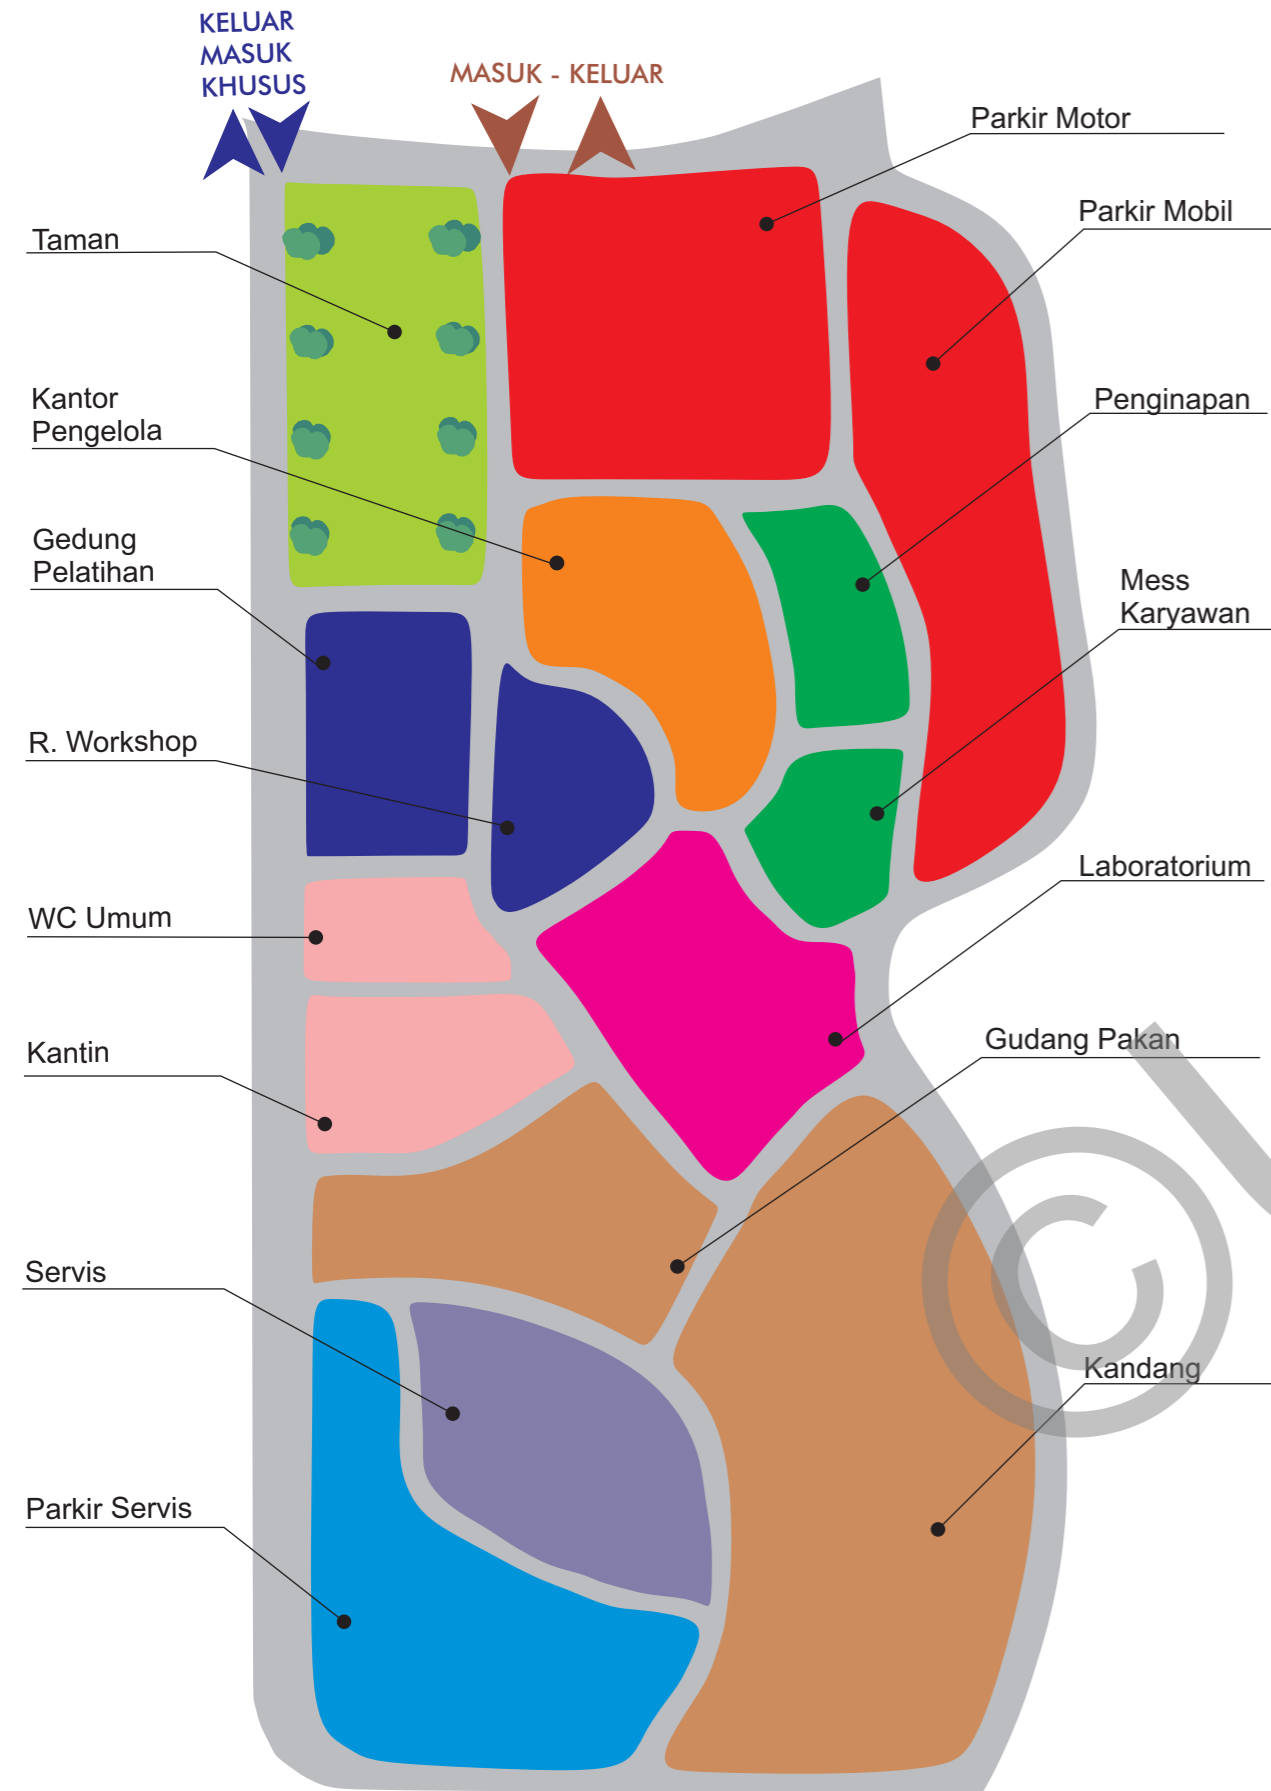 KELUAR
MASUK
KHUSUS
MASUK - KELUAR
Parkir Motor
Parkir Mobil
Taman
Kantor
Pengelola
Penginapan
Gedung
Pelatihan
Mess
Karyawan
R. Workshop
Laboratorium
WC Umum
Kantin
Gudang Pakan
Servis
Kandang
Parkir Servis
©